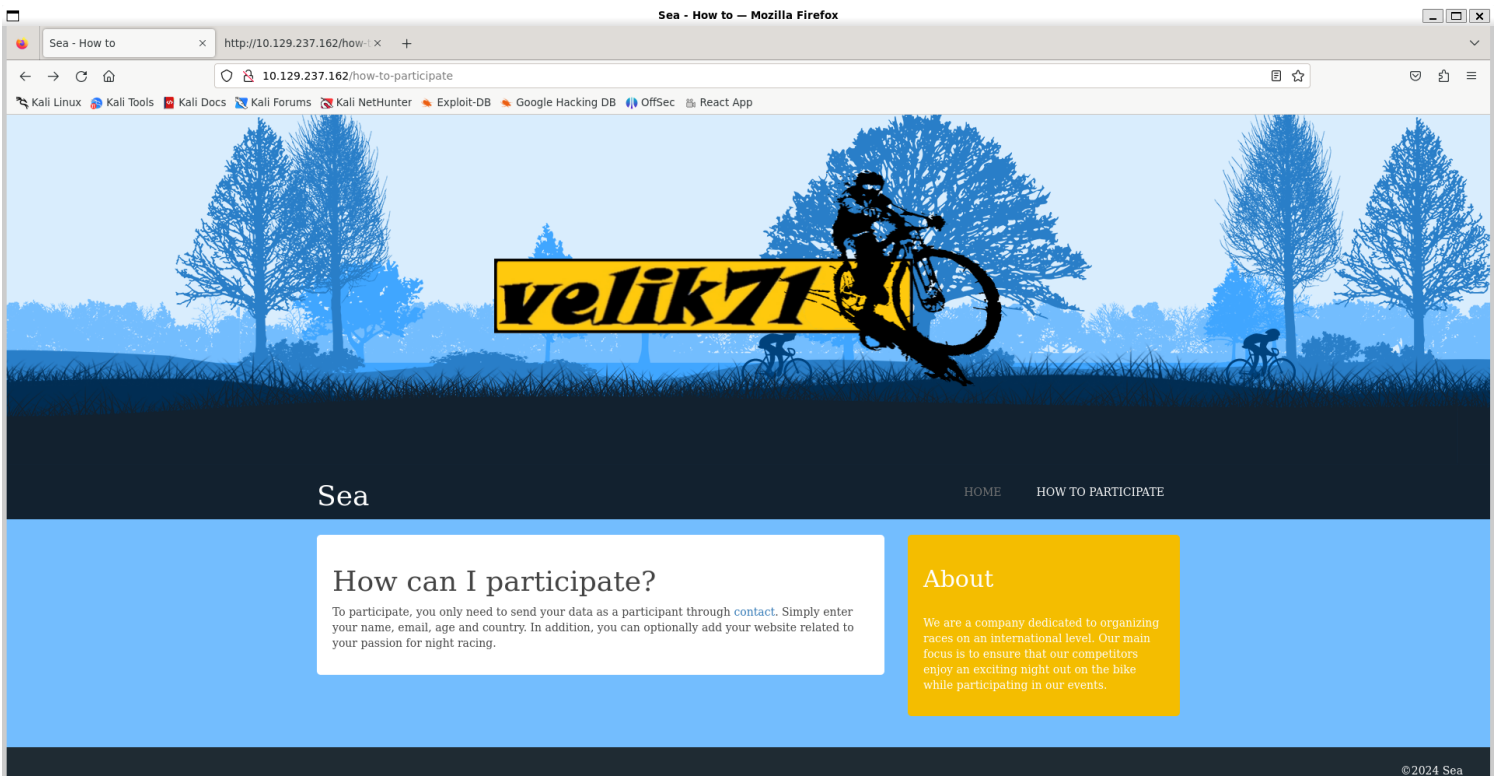 Sea - How to — Mozilla Firefox
Sea - How to
http://10.129.237.162/how-t
10.129.237.162/how-to-participate
Kali Linux Kali Tools Kali Docs Kali Forums Kali NetHunter Exploit-DB Google Hacking DB OffSec React App
velik71
Sea
HOME HOW TO PARTICIPATE
How can I participate?
To participate, you only need to send your data as a participant through contact. Simply enter
your name, email, age and country. In addition, you can optionally add your website related to
your passion for night racing.
About
We are a company dedicated to organizing
races on an international level. Our main
focus is to ensure that our competitors
enjoy an exciting night out on the bike
while participating in our events.
©2024 Sea